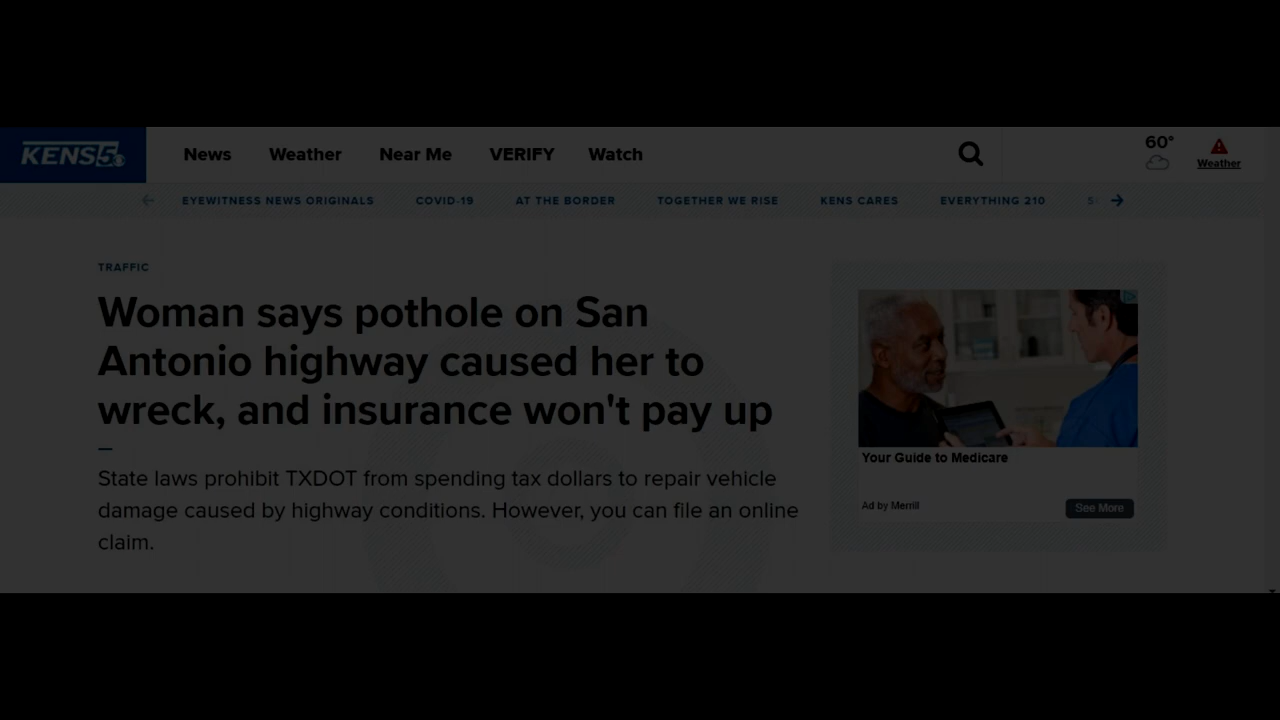 KENS5
News Weather Near Me VERIFY Watch
60°
Weather
EYEWITNESS NEWS ORIGINALS COVID-19 AT THE BORDER TOGETHER WE RISE KENS CARES EVERYTHING 210
TRAFFIC
Woman says pothole on San
Antonio highway caused her to
wreck, and insurance won't pay up
State laws prohibit TXDOT from spending tax dollars to repair vehicle
damage caused by highway conditions. However, you can file an online
claim.
Your Guide to Medicare
Ad by Merrill
See More